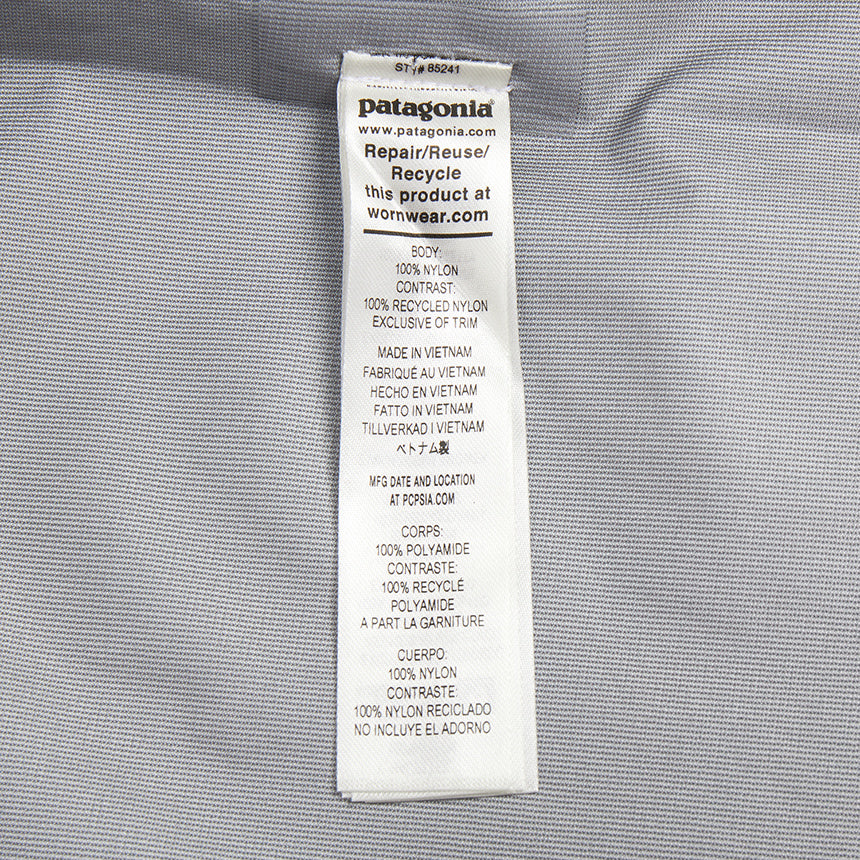 STY# 85241
patagonia®
www.patagonia.com
Repair/Reuse/
Recycle
this product at
wornwear.com
BODY:
100% NYLON
CONTRAST:
100% RECYCLED NYLON
EXCLUSIVE OF TRIM
MADE IN VIETNAM
FABRIQUÉ AU VIETNAM
HECHO EN VIETNAM
FATTO IN VIETNAM
TILLVERKAD I VIETNAM
ベトナム製
MFG DATE AND LOCATION
AT PCPSIA.COM
CORPS:
100% POLYAMIDE
CONTRASTE:
100% RECYCLÉ
POLYAMIDE
A PART LA GARNITURE
CUERPO:
100% NYLON
CONTRASTE:
100% NYLON RECICLADO
NO INCLUYE EL ADORNO